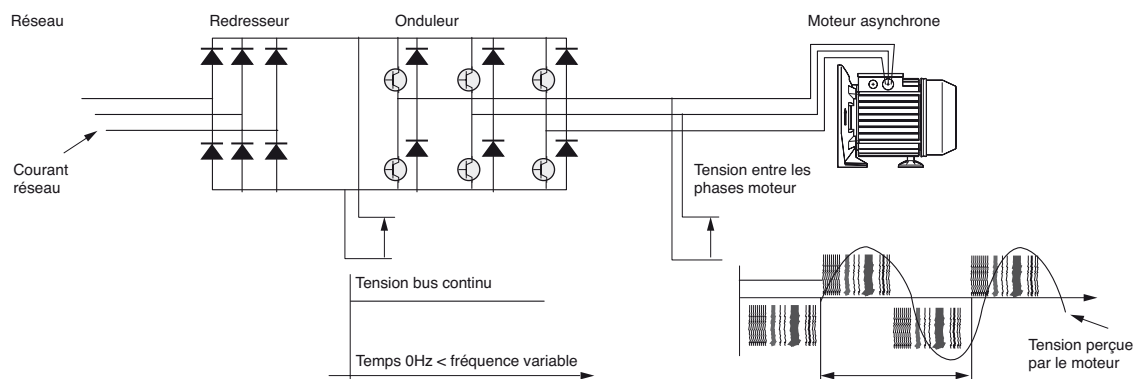 Réseau
Redresseur
Onduleur
Moteur asynchrone
Courant
réseau
Tension entre les
phases moteur
Tension bus continu
Temps 0Hz < fréquence variable
Tension perçue
par le moteur